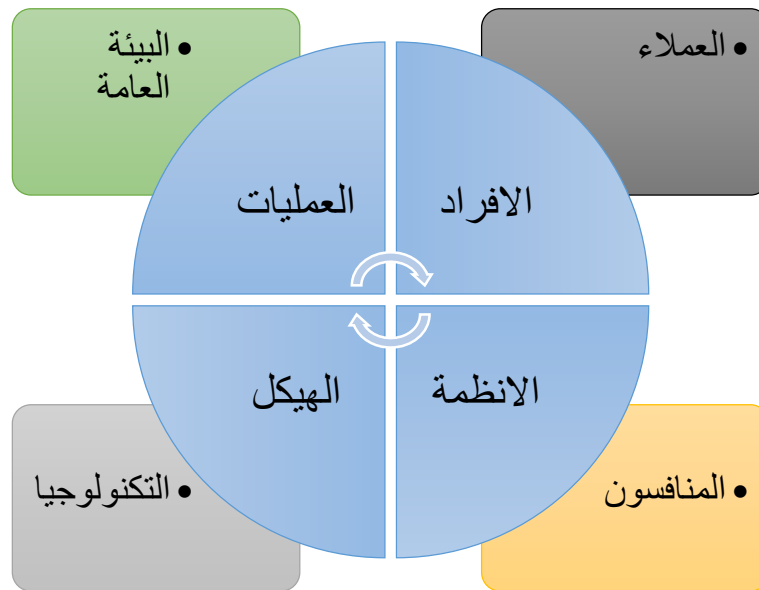 • العملاء
• البيئة
العامة
الافراد
العمليات
الانظمة
الهيكل
• المنافسون
• التكنولوجيا